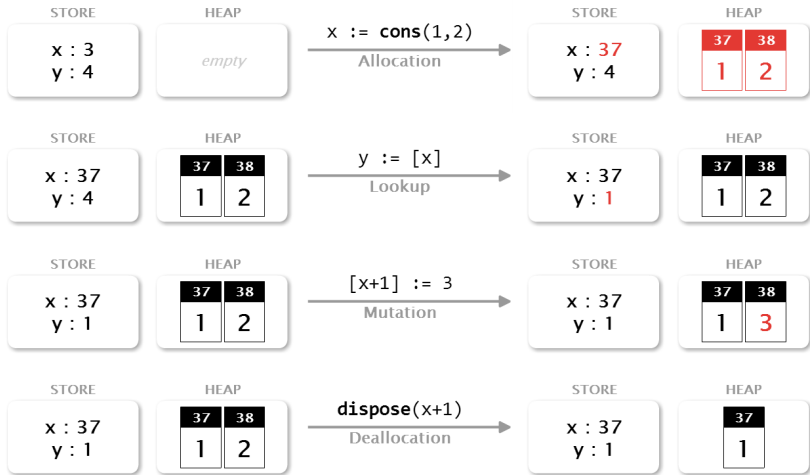 STORE HEAP x := cons(1,2) STORE HEAP
x : 3 empty Allocation x : 37 37 38
y : 4 y : 4 1 2
STORE HEAP y := [x] STORE HEAP
x : 37 37 38 Lookup x : 37 37 38
y : 4 1 2 y : 1 1 2
STORE HEAP [x+1] := 3 STORE HEAP
x : 37 37 38 Mutation x : 37 37 38
y : 1 1 2 y : 1 1 3
STORE HEAP dispose(x+1) STORE HEAP
x : 37 37 38 Deallocation x : 37 37
y : 1 1 2 y : 1 1